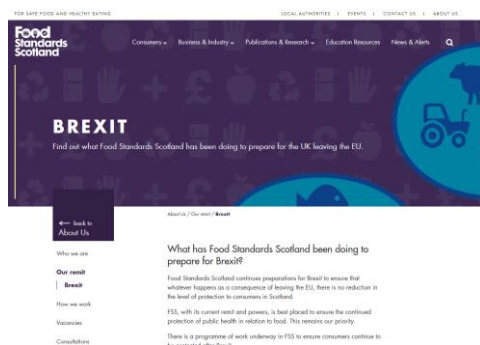 FOR SAFE FOOD AND HEALTHY EATING
LOCAL AUTHORITIES | EVENTS | CONTACT US | ABOUT US
Food
Standards
Scotland
Consumers Business & Industry Publications & Research Education Resources News & Alerts
BREXIT
Find out what Food Standards Scotland has been doing to prepare for the UK leaving the EU.
← back to
About Us
About Us / Our remit / Brexit
Who we are
Our remit
Brexit
How we work
Vacancies
Consultations
What has Food Standards Scotland been doing to
prepare for Brexit?
Food Standards Scotland continues preparations for Brexit to ensure that
whatever happens as a consequence of leaving the EU, there is no reduction in
the level of protection to consumers in Scotland.
FSS, with its current remit and powers, is best placed to ensure the continued
protection of public health in relation to food. This remains our priority.
There is a programme of work underway in FSS to ensure consumers continue to
be protected after Brexit.